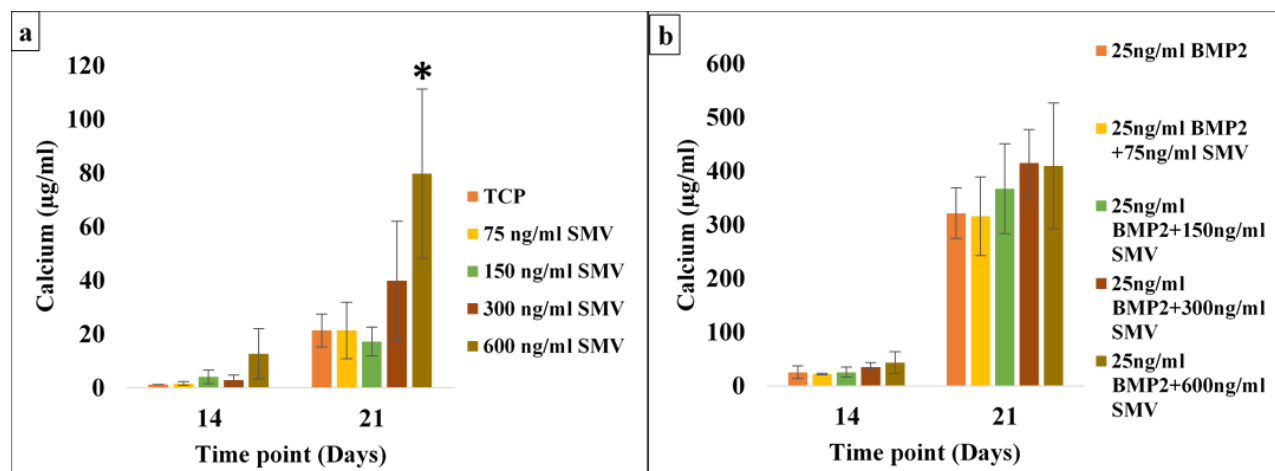 a
120
100
80
60
40
20
0
Calcium (µg/ml)
*
14
21
Time point (Days)
TCP
75 ng/ml SMV
150 ng/ml SMV
300 ng/ml SMV
600 ng/ml SMV
b
600
500
400
300
200
100
0
Calcium (µg/ml)
14
21
Time point (Days)
25ng/ml BMP2
25ng/ml BMP2
+75ng/ml SMV
25ng/ml
BMP2+150ng/ml
SMV
25ng/ml
BMP2+300ng/ml
SMV
25ng/ml
BMP2+600ng/ml
SMV